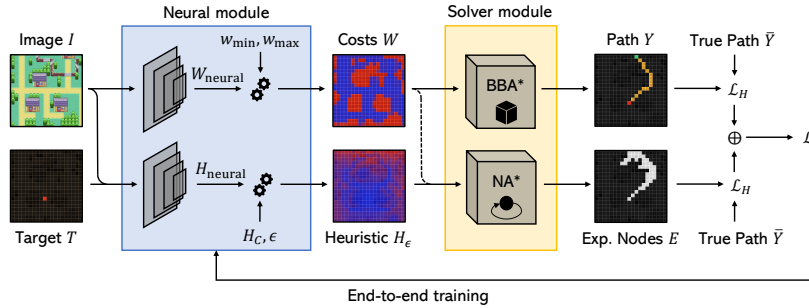 Neural module
Solver module
Image I
w_min, w_max
Costs W
Path Y
True Path Ȳ
W_neural
BBA*
ℒ_H
⊕
ℒ
H_neural
NA*
ℒ_H
Target T
H_C, ϵ
Heuristic H_ϵ
Exp. Nodes E
True Path Ȳ
End-to-end training